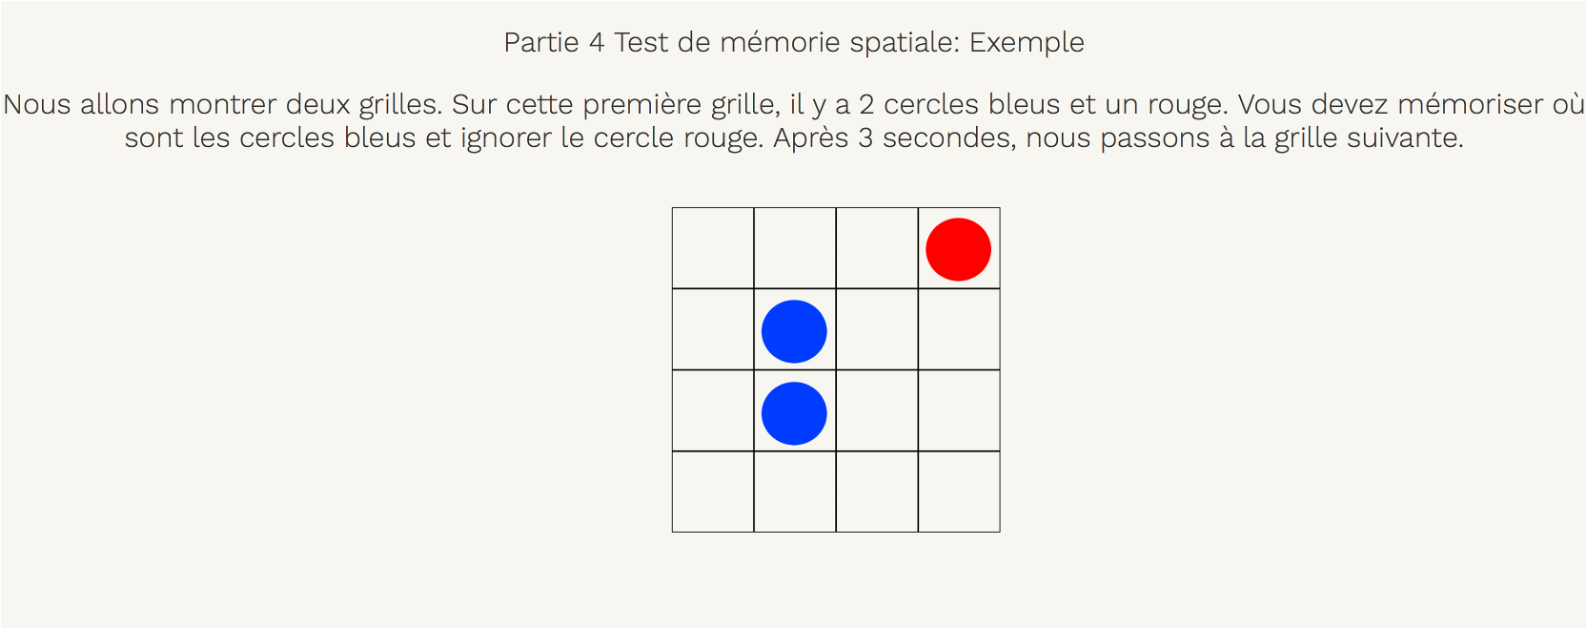 Partie 4 Test de mémorie spatiale: Exemple
Nous allons montrer deux grilles. Sur cette première grille, il y a 2 cercles bleus et un rouge. Vous devez mémoriser où
sont les cercles bleus et ignorer le cercle rouge. Après 3 secondes, nous passons à la grille suivante.